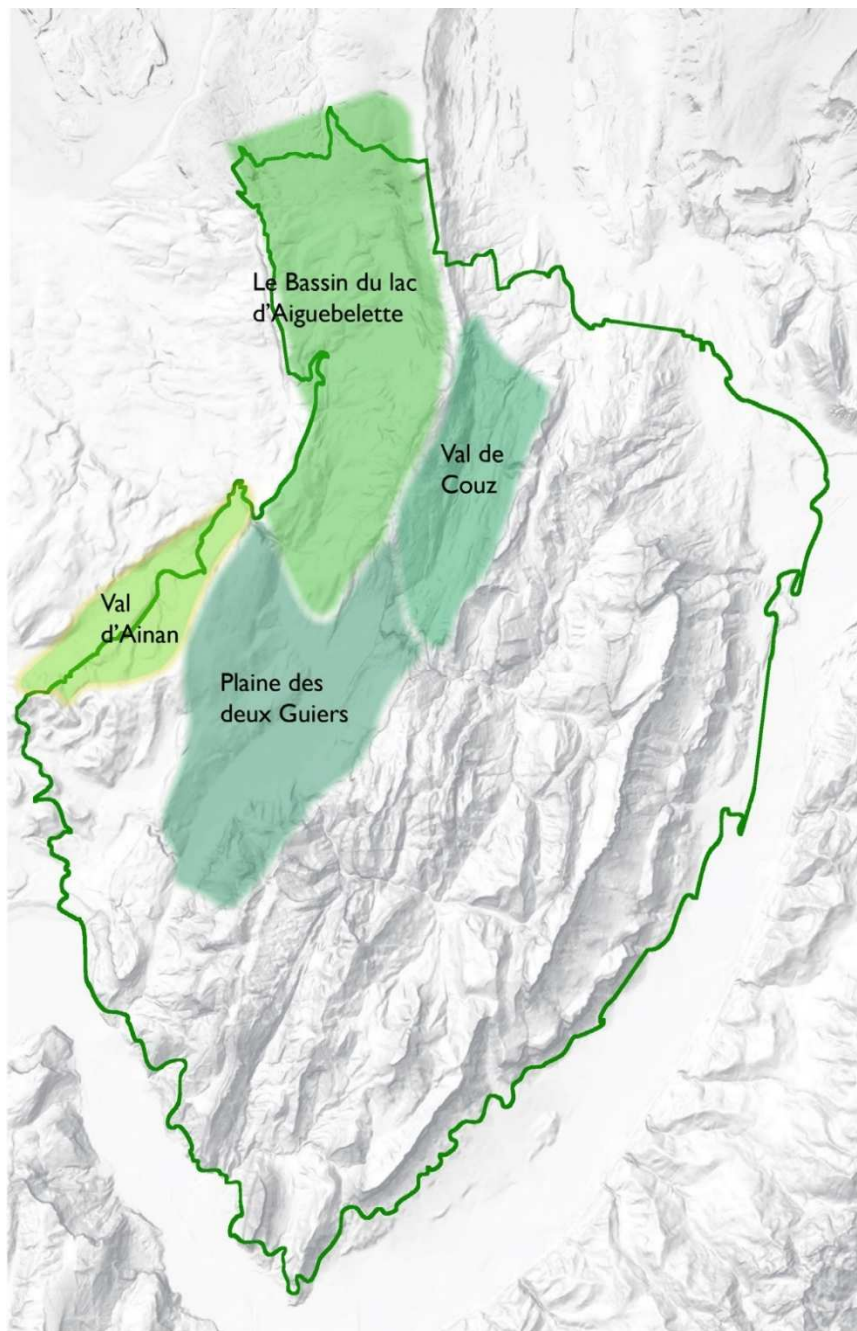 Le Bassin du lac
d'Aiguebelette
Val de
Couz
Val
d'Ainan
Plaine des
deux Guiers